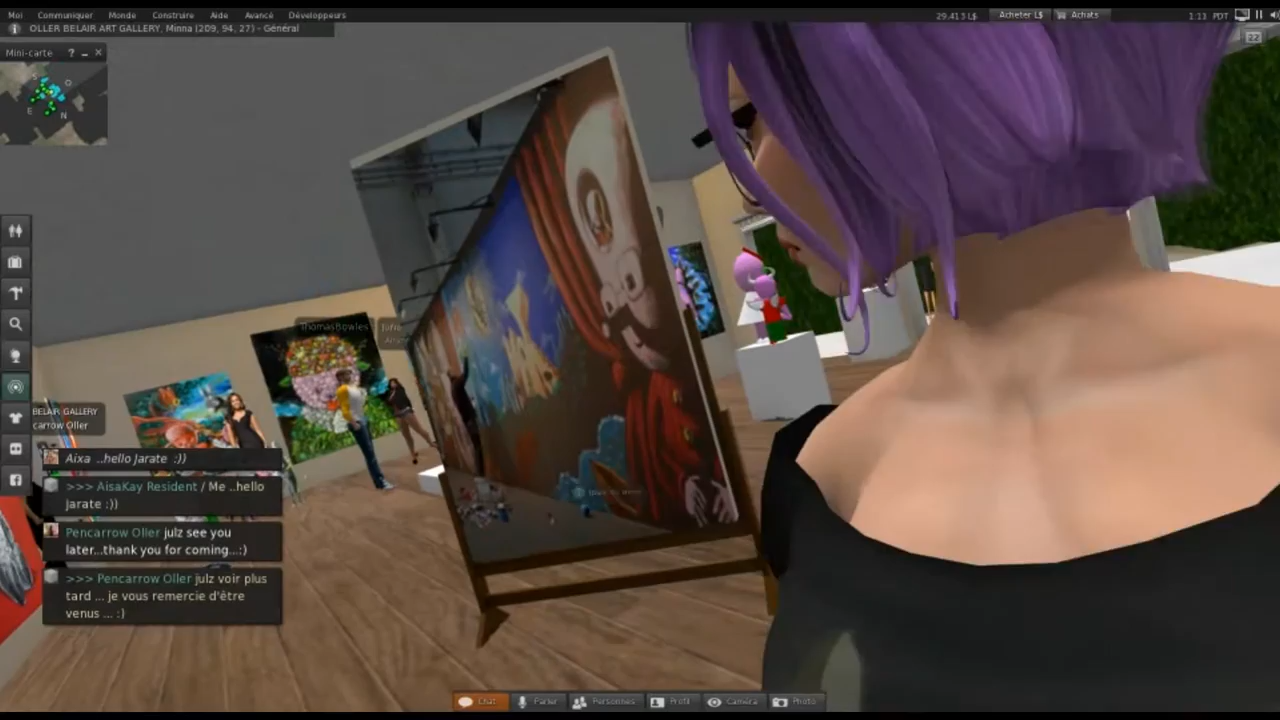 Moi Communiquer Monde Construire Aide Avancé Développeurs
29,413 L$ Acheter L$ Achats 1:11 PDT
OLLER BELAIR ART GALLERY, Minna (209, 94, 27) - Général
22
Mini-carte ?
S O
E N
ThomasBowles
BELAIR GALLERY
carrow Oller
Aixa ..hello Jarate :))
>>> AisaKay Resident / Me ..hello
Jarate :))
Pencarrow Oller julz see you
later...thank you for coming...:)
>>> Pencarrow Oller julz voir plus
tard ... je vous remercie d'être
venus ... :)
Chat Parler Personnes Profil Caméra Photo